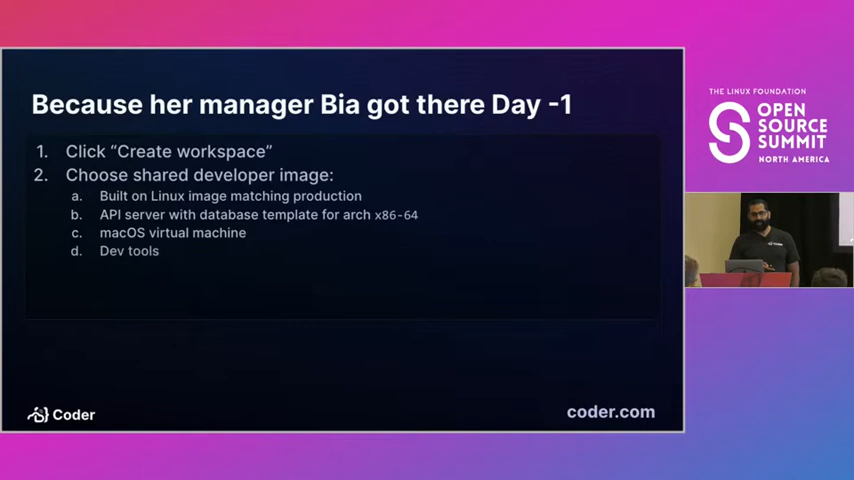 Because her manager Bia got there Day -1
1. Click “Create workspace”
2. Choose shared developer image:
a. Built on Linux image matching production
b. API server with database template for arch x86-64
c. macOS virtual machine
d. Dev tools
Coder
coder.com
THE LINUX FOUNDATION
OPEN
SOURCE
SUMMIT
NORTH AMERICA